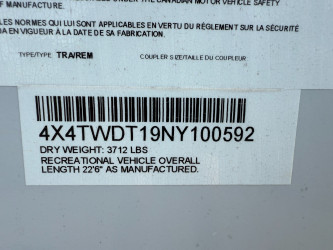 OF MANUFACTURE.
LES NORMES QUI LUI SONT APPLICABLES EN VERTU DU RÈGLEMENT SUR LA SÉCURITÉ
DA EN VIGUEUR À LA DATE DE SA FABRICATION.
TYPE/TYPE: TRA/REM COUPLER SIZE/TAILLE DU COUPLEUR
4X4TWDT19NY100592
DRY WEIGHT: 3712 LBS
RECREATIONAL VEHICLE OVERALL
LENGTH 22'6" AS MANUFACTURED.